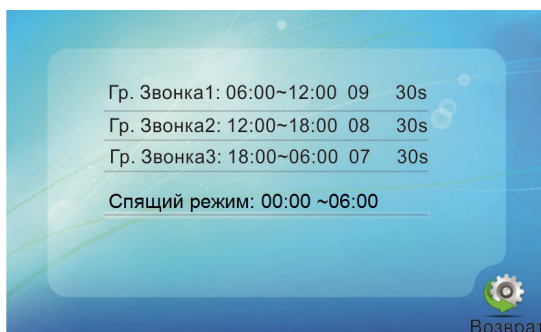 Гр. Звонка1: 06:00~12:00 09 30s
Гр. Звонка2: 12:00~18:00 08 30s
Гр. Звонка3: 18:00~06:00 07 30s
Спящий режим: 00:00 ~06:00
Возврат